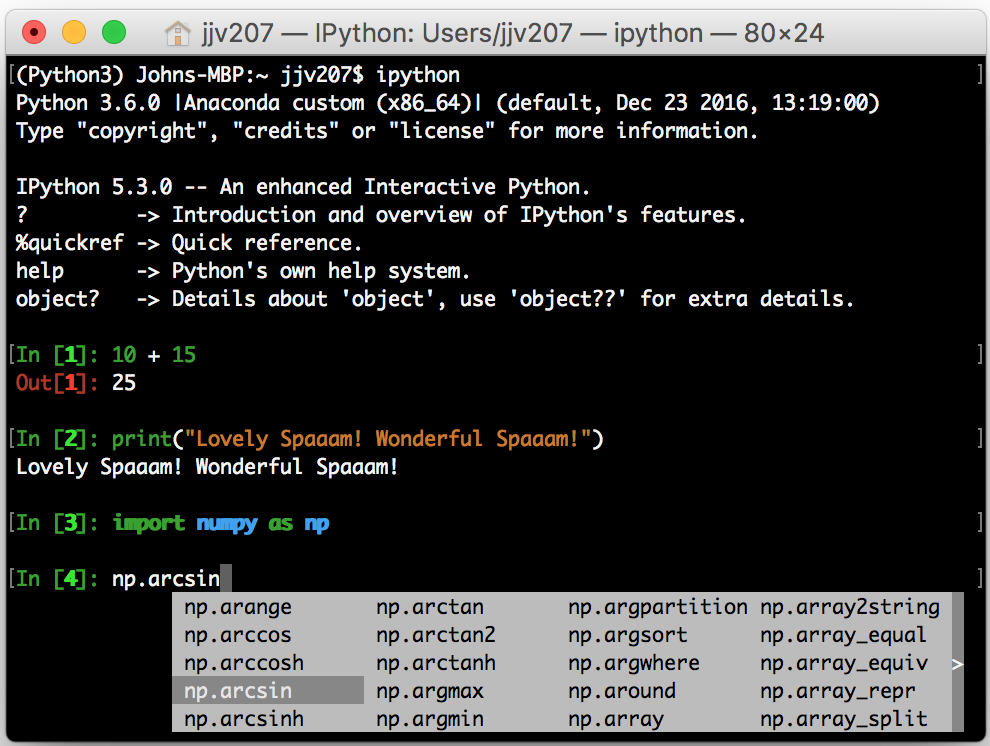 jjv207 — IPython: Users/jjv207 — ipython — 80×24
[(Python3) Johns-MBP:~ jjv207$ ipython ]
Python 3.6.0 |Anaconda custom (x86_64)| (default, Dec 23 2016, 13:19:00)
Type "copyright", "credits" or "license" for more information.
IPython 5.3.0 -- An enhanced Interactive Python.
?         -> Introduction and overview of IPython's features.
%quickref -> Quick reference.
help      -> Python's own help system.
object?   -> Details about 'object', use 'object??' for extra details.
[In [1]: 10 + 15 ]
Out[1]: 25
[In [2]: print("Lovely Spaaam! Wonderful Spaaam!") ]
Lovely Spaaam! Wonderful Spaaam!
[In [3]: import numpy as np ]
[In [4]: np.arcsin ]
np.arange np.arctan np.argpartition np.array2string
np.arccos np.arctan2 np.argsort np.array_equal
np.arccosh np.arctanh np.argwhere np.array_equiv >
np.arcsin np.argmax np.around np.array_repr
np.arcsinh np.argmin np.array np.array_split